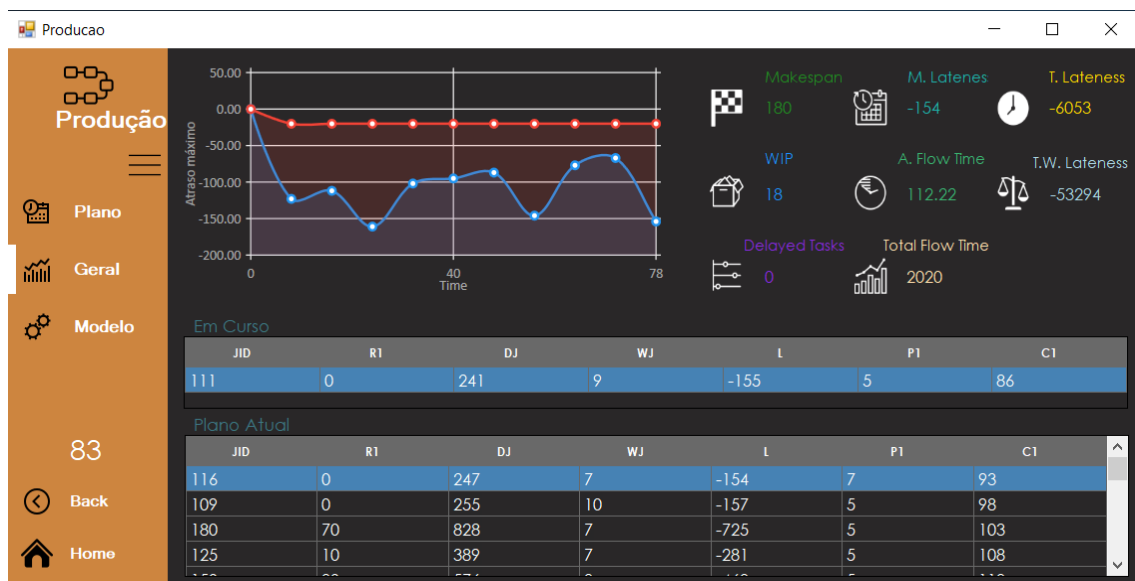 Producao
Produção
Plano
Geral
Modelo
83
Back
Home
50.00
0.00
-50.00
-100.00
-150.00
-200.00
Atraso máximo
0
40
78
Time
Makespan
180
M. Latenes
-154
T. Lateness
-6053
WIP
18
A. Flow Time
112.22
T.W. Lateness
-53294
Delayed Tasks
0
Total Flow Time
2020
Em Curso
JID R1 DJ WJ L P1 C1
111 0 241 9 -155 5 86
Plano Atual
JID R1 DJ WJ L P1 C1
116 0 247 7 -154 7 93
109 0 255 10 -157 5 98
180 70 828 7 -725 5 103
125 10 389 7 -281 5 108